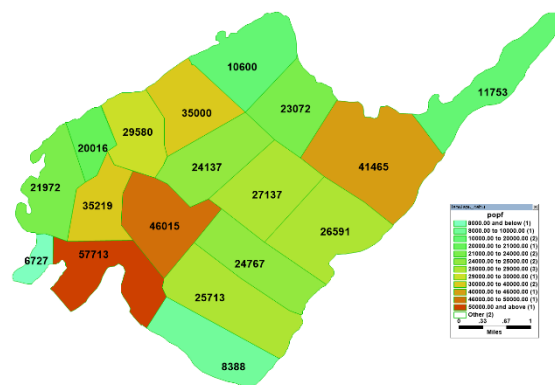 10600
11753
35000
23072
29580
20016
24137
41465
21972
27137
35219
46015
26591
57713
6727
24767
25713
8388
popf
8000.00 and below (1)
8000.00 to 10000.00 (1)
10000.00 to 20000.00 (2)
20000.00 to 21000.00 (1)
21000.00 to 24000.00 (2)
24000.00 to 25000.00 (2)
25000.00 to 29000.00 (3)
29000.00 to 30000.00 (1)
30000.00 to 40000.00 (2)
40000.00 to 46000.00 (1)
46000.00 to 50000.00 (1)
50000.00 and above (1)
Other (2)
0 .33 .67 1
Miles